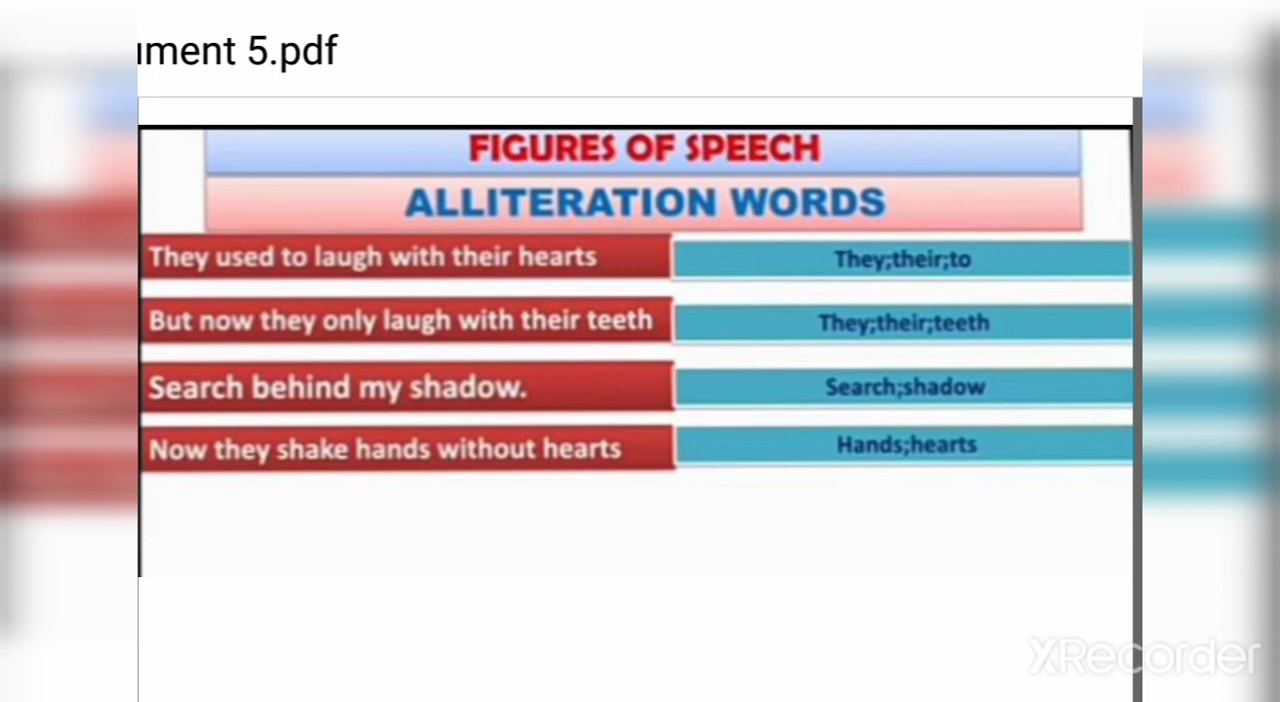 ument 5.pdf
FIGURES OF SPEECH
ALLITERATION WORDS
They used to laugh with their hearts They;their;to
But now they only laugh with their teeth They;their;teeth
Search behind my shadow. Search;shadow
Now they shake hands without hearts Hands;hearts
XRecorder